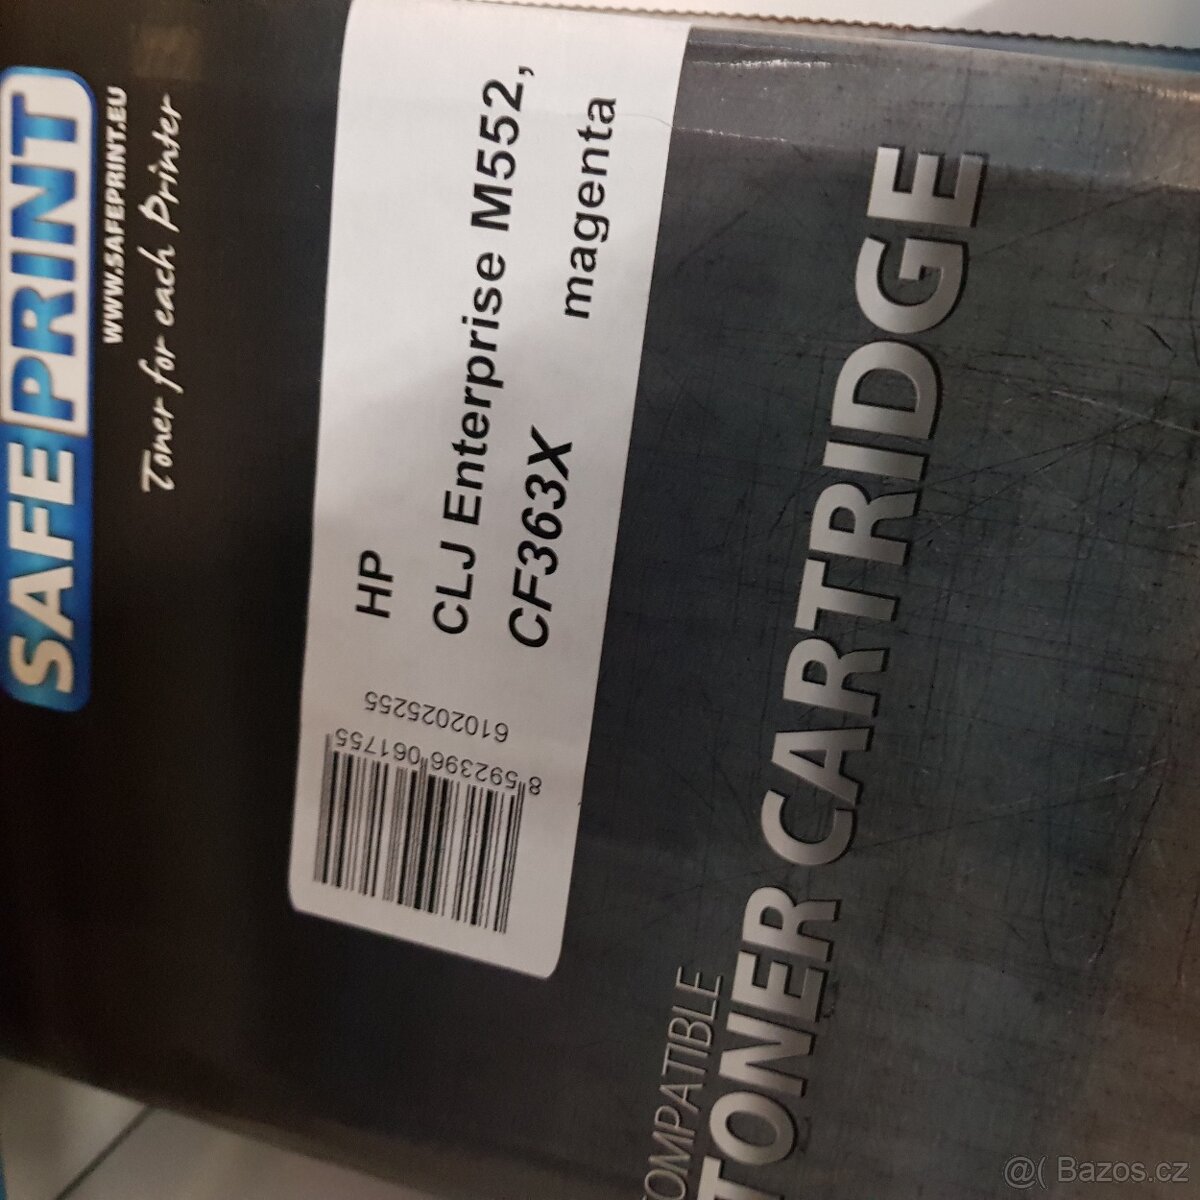 SAFEPRINT
WWW.SAFEPRINT.EU
Toner for each Printer
HP
CLJ Enterprise M552,
CF363X magenta
6102025255
8 592396 061755
COMPATIBLE
TONER CARTRIDGE
@( Bazos.cz